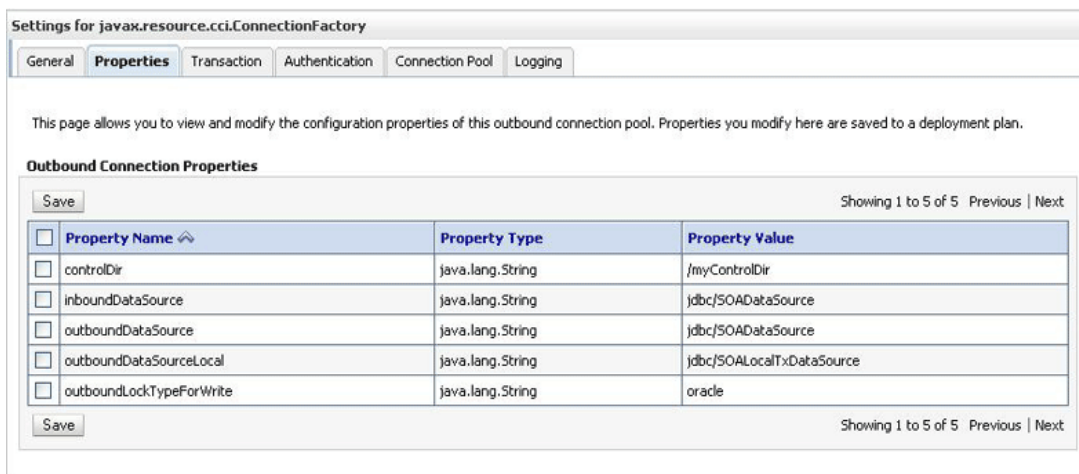 Settings for javax.resource.cci.ConnectionFactory
General Properties Transaction Authentication Connection Pool Logging
This page allows you to view and modify the configuration properties of this outbound connection pool. Properties you modify here are saved to a deployment plan.
Outbound Connection Properties
Save Showing 1 to 5 of 5 Previous | Next
Property Name Property Type Property Value
controlDir java.lang.String /myControlDir
inboundDataSource java.lang.String jdbc/SOADataSource
outboundDataSource java.lang.String jdbc/SOADataSource
outboundDataSourceLocal java.lang.String jdbc/SOALocalTxDataSource
outboundLockTypeForWrite java.lang.String oracle
Save Showing 1 to 5 of 5 Previous | Next